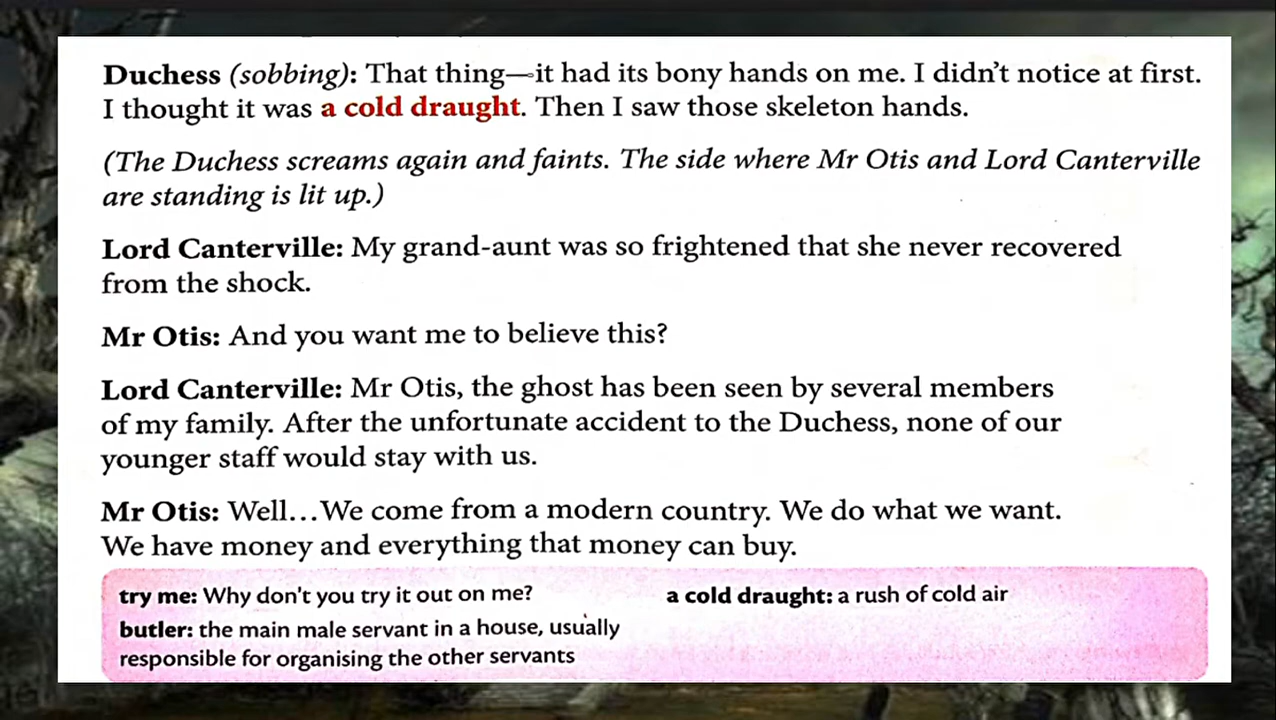 Duchess (sobbing): That thing—it had its bony hands on me. I didn't notice at first.
I thought it was a cold draught. Then I saw those skeleton hands.
(The Duchess screams again and faints. The side where Mr Otis and Lord Canterville
are standing is lit up.)
Lord Canterville: My grand-aunt was so frightened that she never recovered
from the shock.
Mr Otis: And you want me to believe this?
Lord Canterville: Mr Otis, the ghost has been seen by several members
of my family. After the unfortunate accident to the Duchess, none of our
younger staff would stay with us.
Mr Otis: Well...We come from a modern country. We do what we want.
We have money and everything that money can buy.
try me: Why don't you try it out on me?
butler: the main male servant in a house, usually
responsible for organising the other servants
a cold draught: a rush of cold air